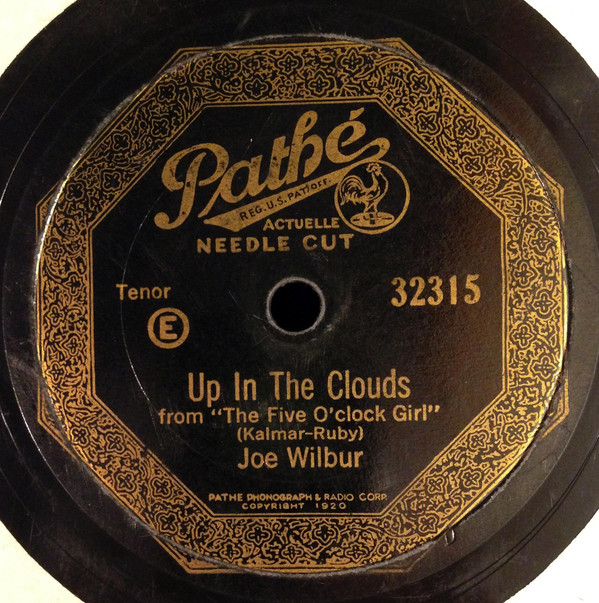 Pathé
REG. U.S. PAT. OFF.
ACTUELLE
NEEDLE CUT
Tenor
32315
E
Up In The Clouds
from "The Five O'clock Girl"
(Kalmar-Ruby)
Joe Wilbur
PATHE PHONOGRAPH & RADIO CORP.
COPYRIGHT 1920